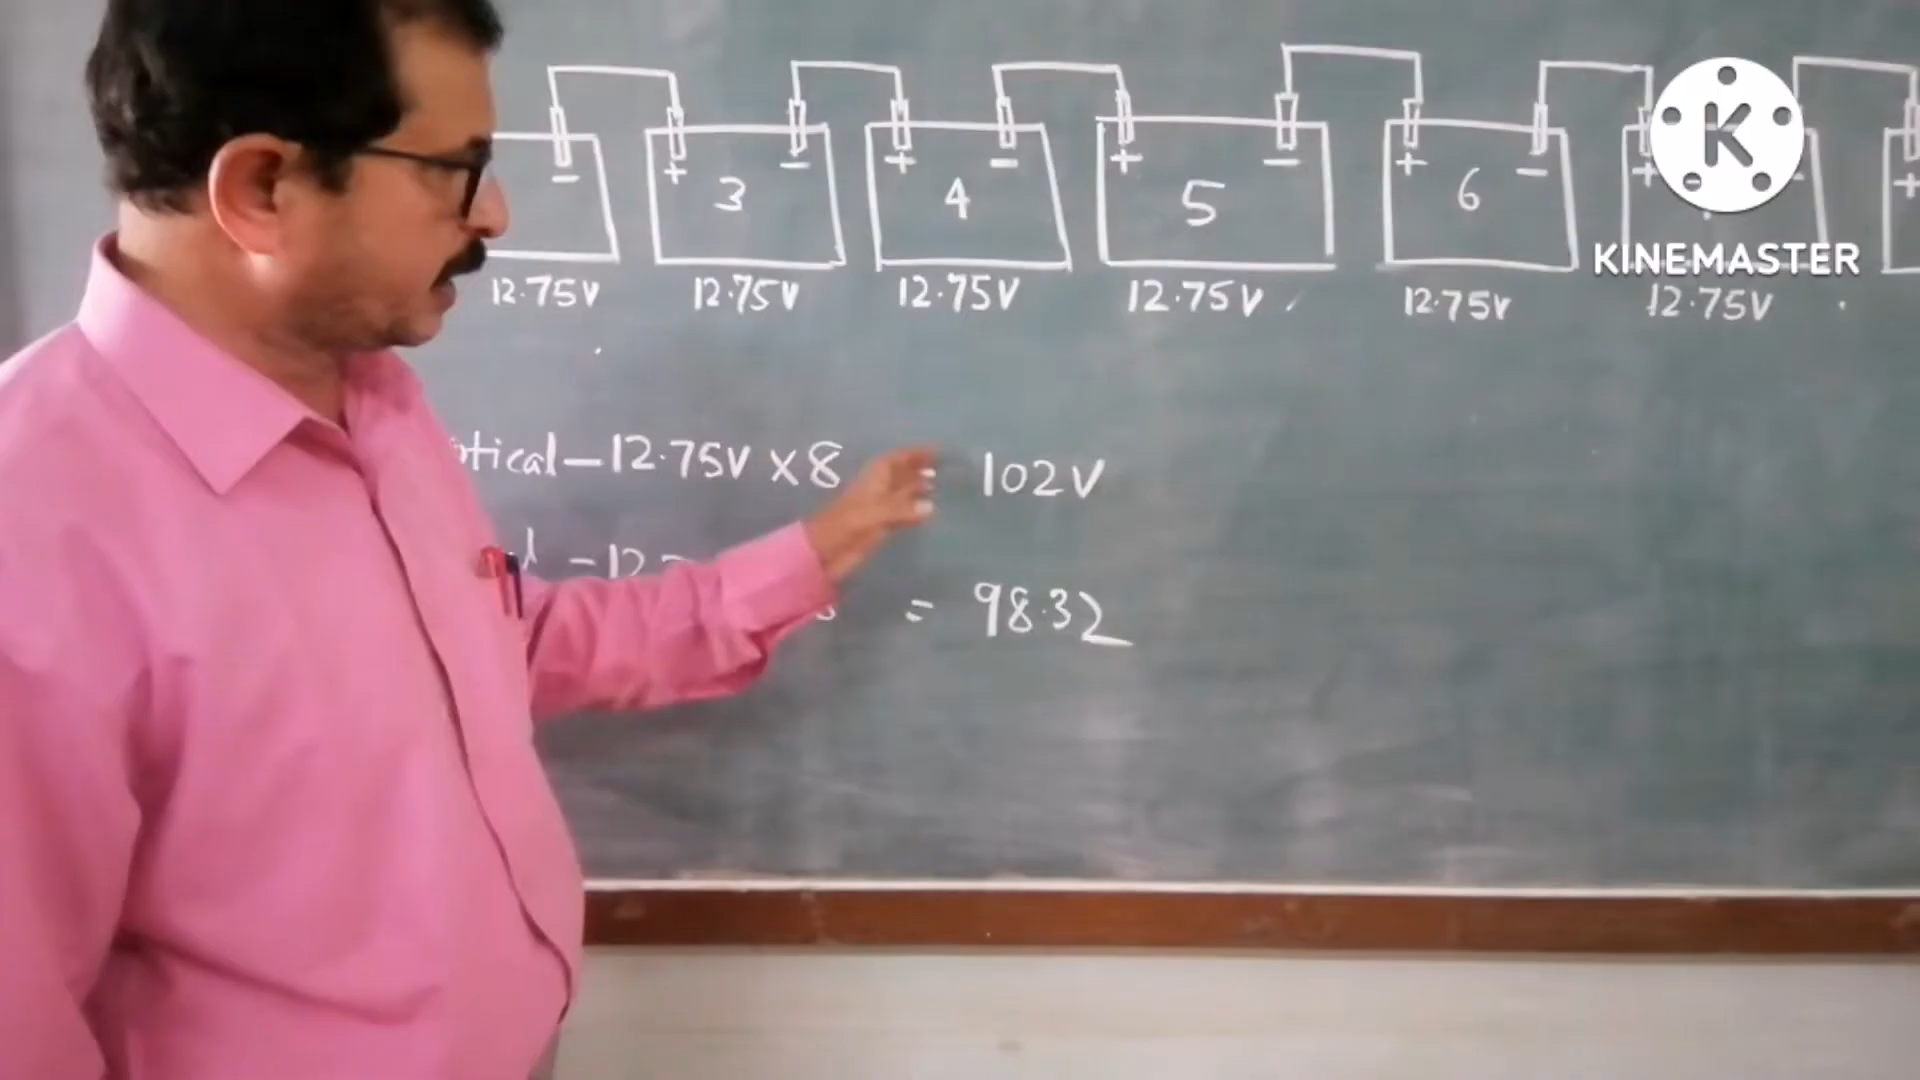 - + - + - + - + - +
3 4 5 6
12.75V 12.75V 12.75V 12.75V 12.75V 12.75V
K
KINEMASTER
otical - 12.75V × 8 = 102V
= 98.32